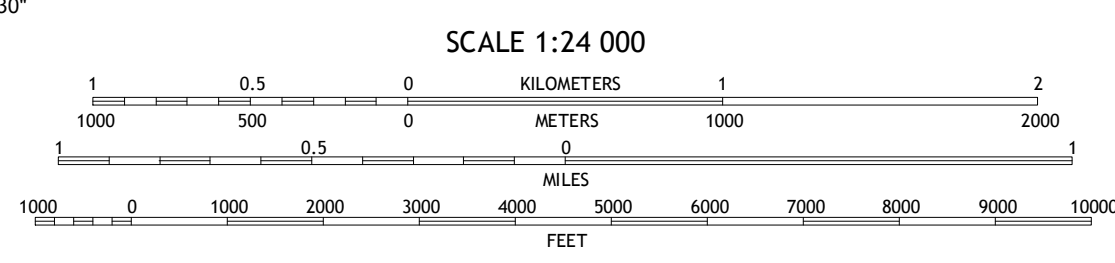 30"
SCALE 1:24 000
1 0.5 0 KILOMETERS 1 2
1000 500 0 METERS 1000 2000
1 0.5 0 1
MILES
1000 0 1000 2000 3000 4000 5000 6000 7000 8000 9000 10000
FEET